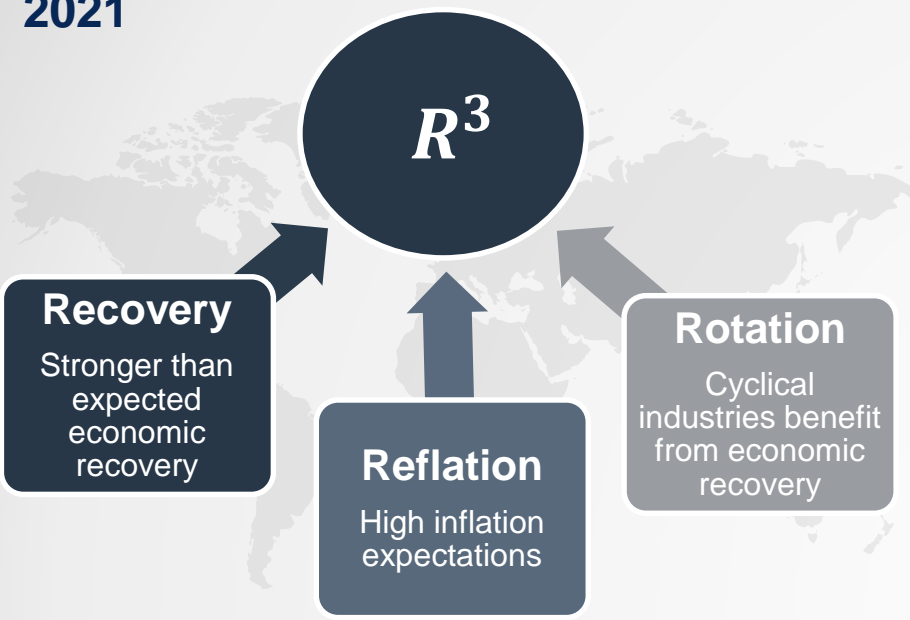 2021
R³
Recovery
Stronger than
expected
economic
recovery
Reflation
High inflation
expectations
Rotation
Cyclical
industries benefit
from economic
recovery